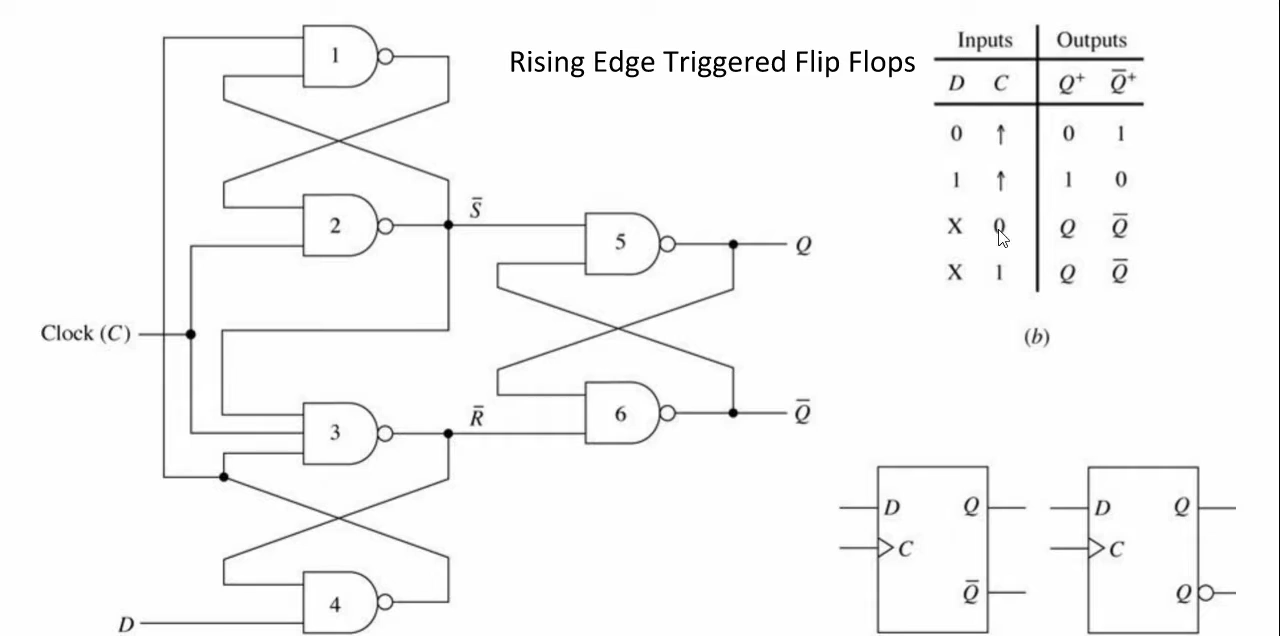 Rising Edge Triggered Flip Flops
1
2
S̅
Clock (C)
3
R̅
4
D
5
Q
6
Q̅
Inputs Outputs
D C Q⁺ Q̅⁺
0 ↑ 0 1
1 ↑ 1 0
X 0 Q Q̅
X 1 Q Q̅
(b)
D Q
C
Q̅
D Q
C
Q